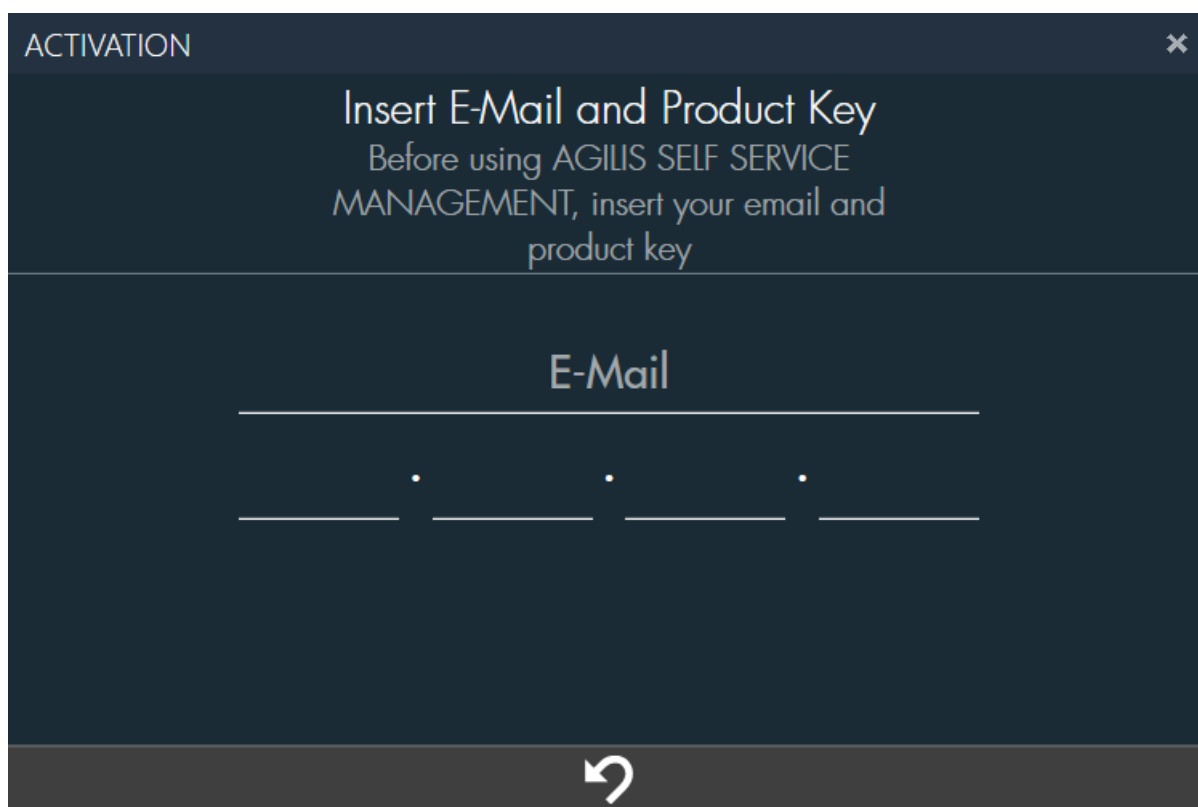 ACTIVATION
Insert E-Mail and Product Key
Before using AGILIS SELF SERVICE
MANAGEMENT, insert your email and
product key
E-Mail